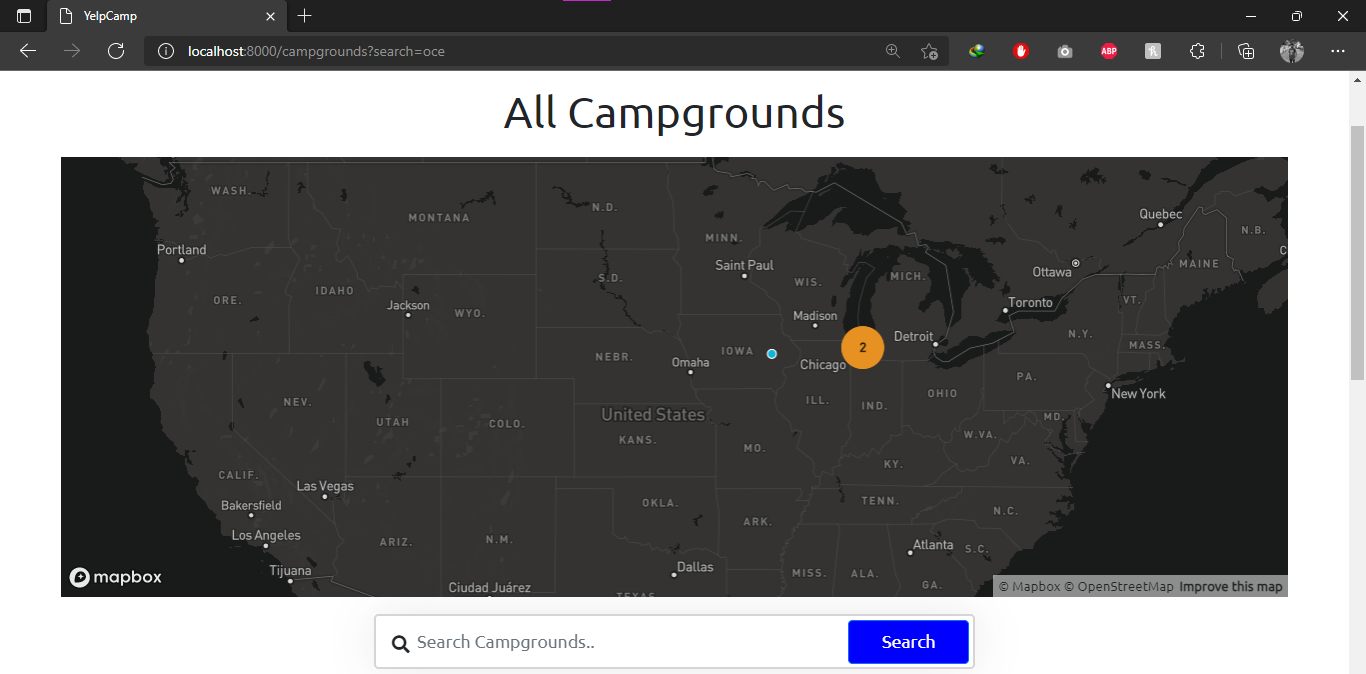 YelpCamp
localhost:8000/campgrounds?search=oce
ABP
All Campgrounds
WASH.
MONTANA
N.D.
MINN.
Quebec
N.B.
Portland
Saint Paul
Ottawa
MAINE
C
ORE.
IDAHO
Jackson
WYO.
S.D.
WIS.
MICH.
Toronto
VT.
Madison
Detroit
N.Y.
MASS.
NEBR.
Omaha
IOWA
Chicago
2
PA.
NEV.
UTAH
COLO.
United States
KANS.
MO.
ILL.
IND.
OHIO
New York
MD.
W.VA.
VA.
KY.
CALIF.
Las Vegas
Bakersfield
Los Angeles
Tijuana
ARIZ.
N.M.
Ciudad Juárez
OKLA.
ARK.
TENN.
N.C.
Atlanta
S.C.
Dallas
TEXAS
MISS.
ALA.
GA.
mapbox
© Mapbox © OpenStreetMap Improve this map
Search Campgrounds..
Search